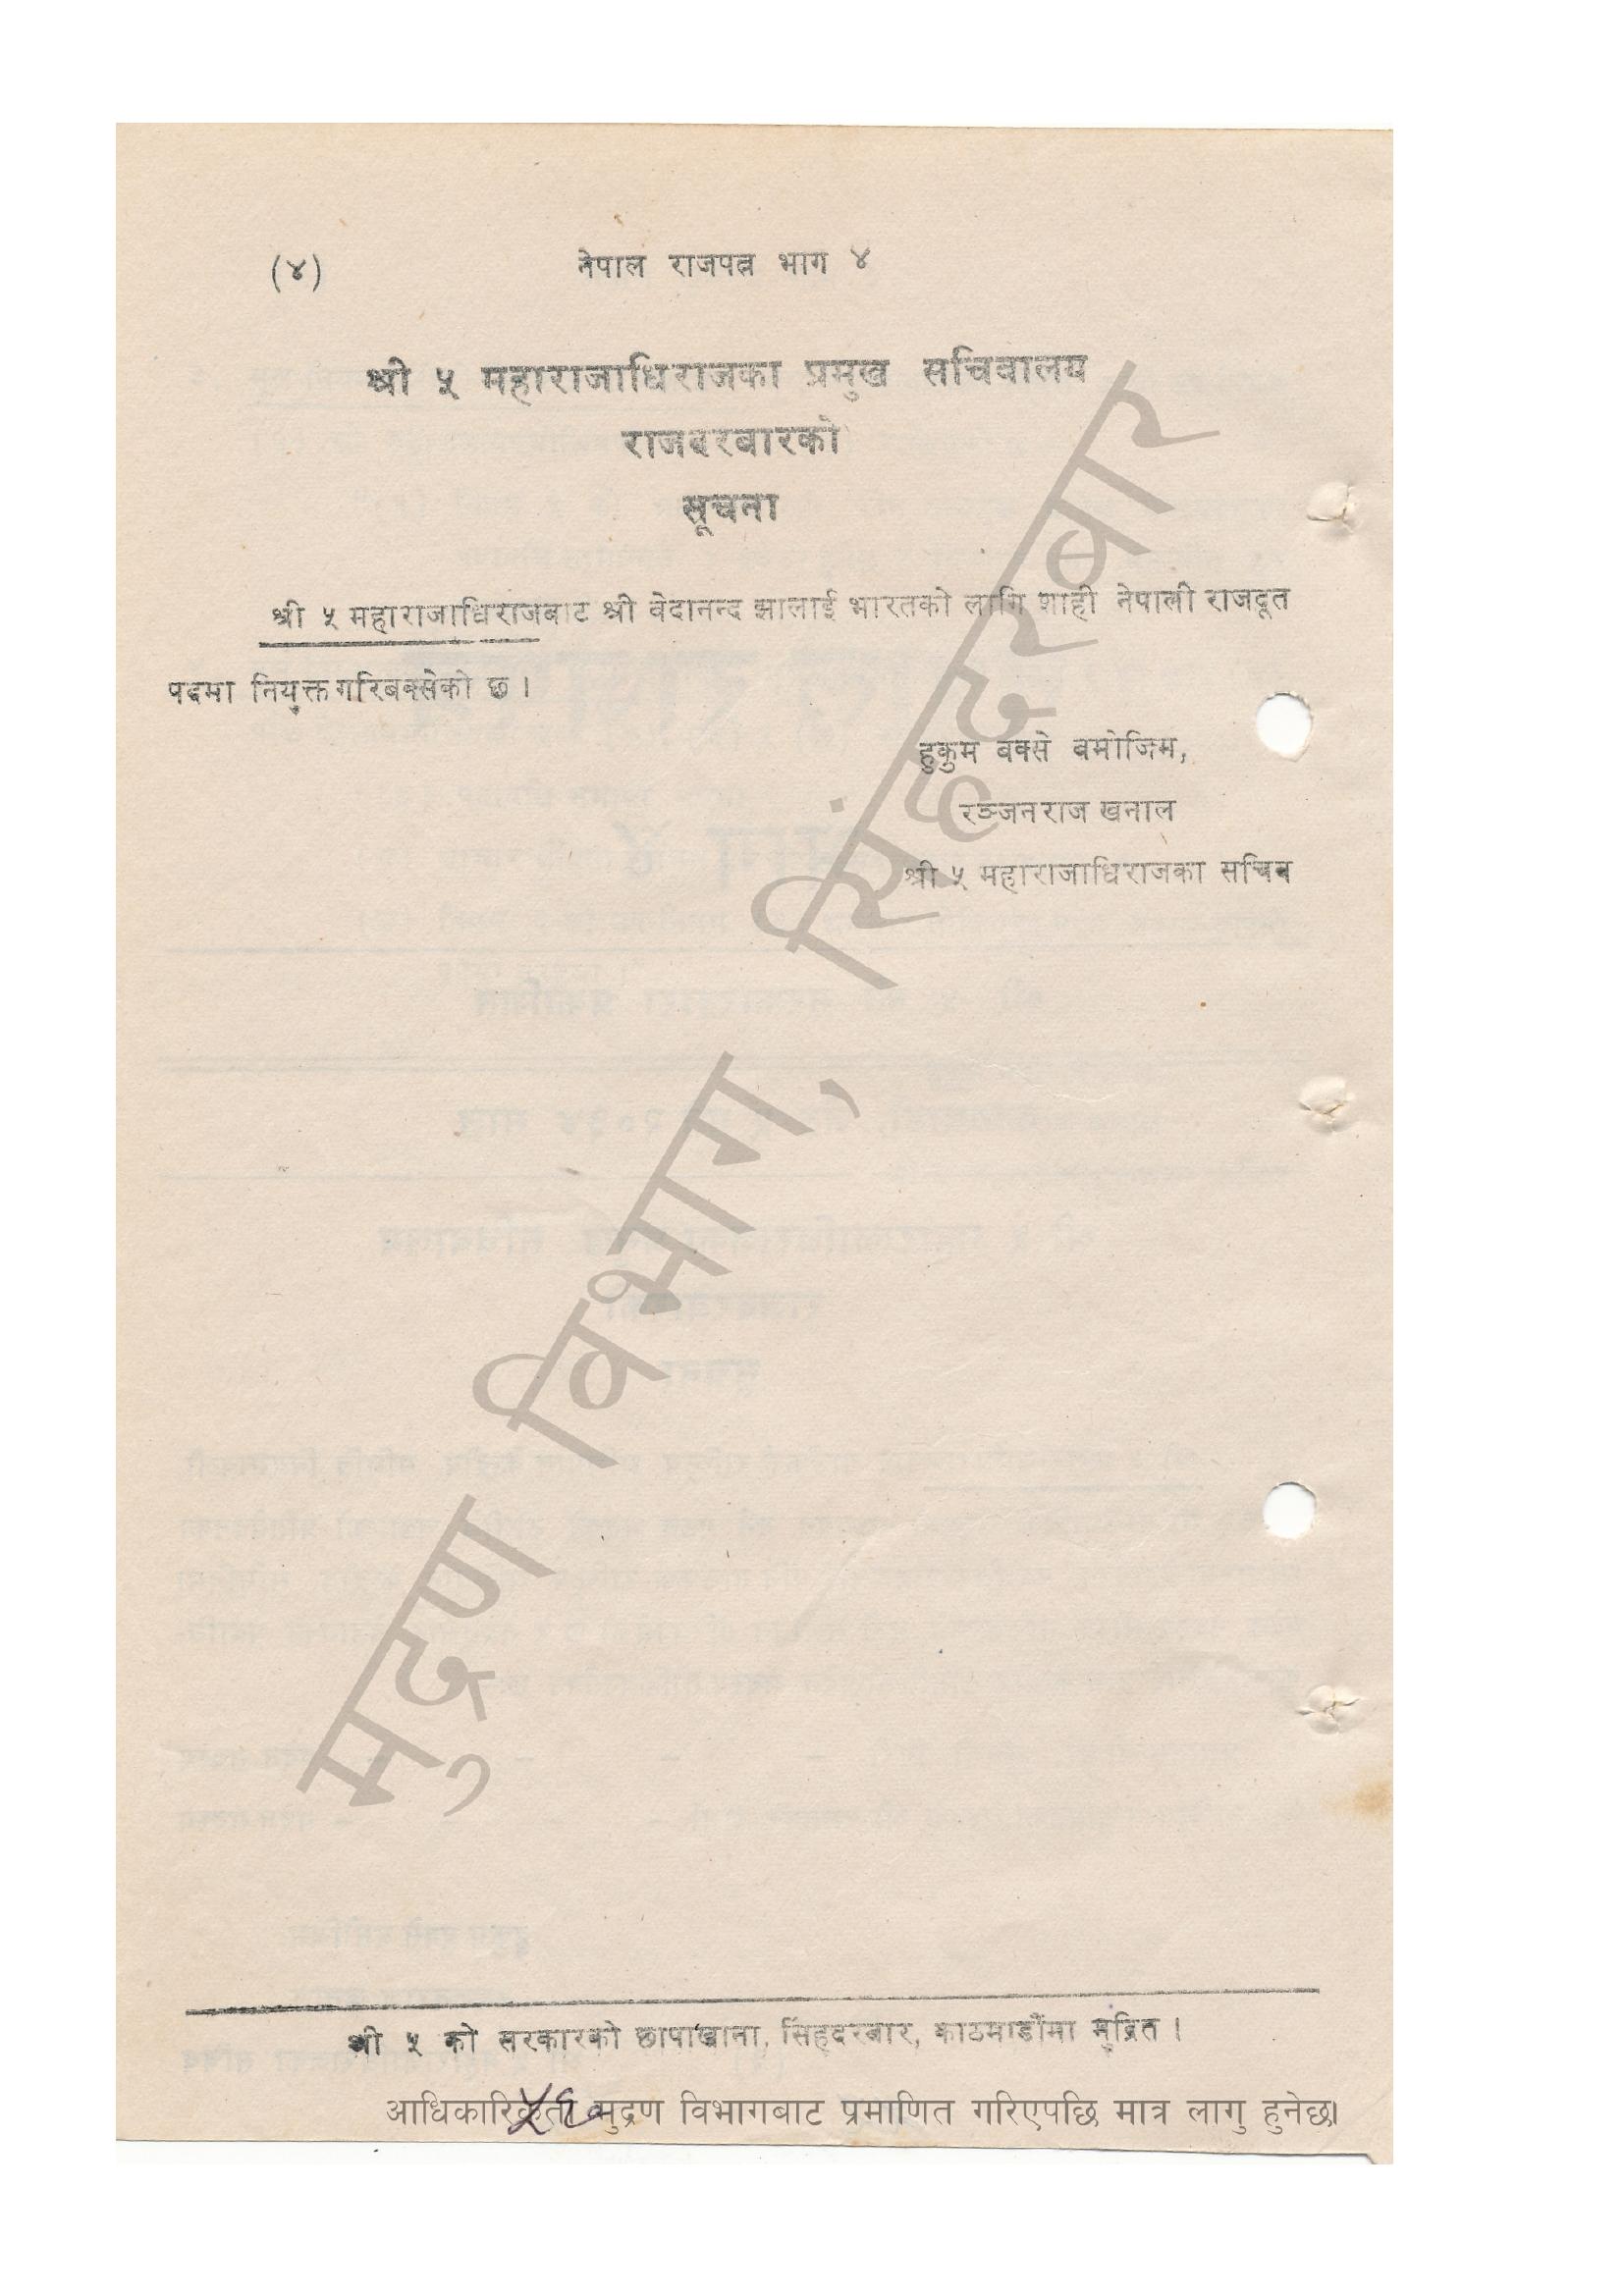 (४) नेपाल राजपत्र भाग ४
श्री ५ महाराजाधिराजका प्रमुख सचिवालय
राजदरबारको
सूचना
श्री ५ महाराजाधिराजबाट श्री वेदानन्द झालाई भारतको लागि शाही नेपाली राजदूत
पदमा नियुक्त गरिबक्सेको छ ।
हुकुम बक्से बमोजिम,
रञ्जनराज खनाल
श्री ५ महाराजाधिराजका सचिव
मुद्रण विभाग, सिंहदरबार
श्री ५ को सरकारको छापाखाना, सिंहदरबार, काठमाडौंमा मुद्रित ।
आधिकारिकता मुद्रण विभागबाट प्रमाणित गरिएपछि मात्र लागु हुनेछ।